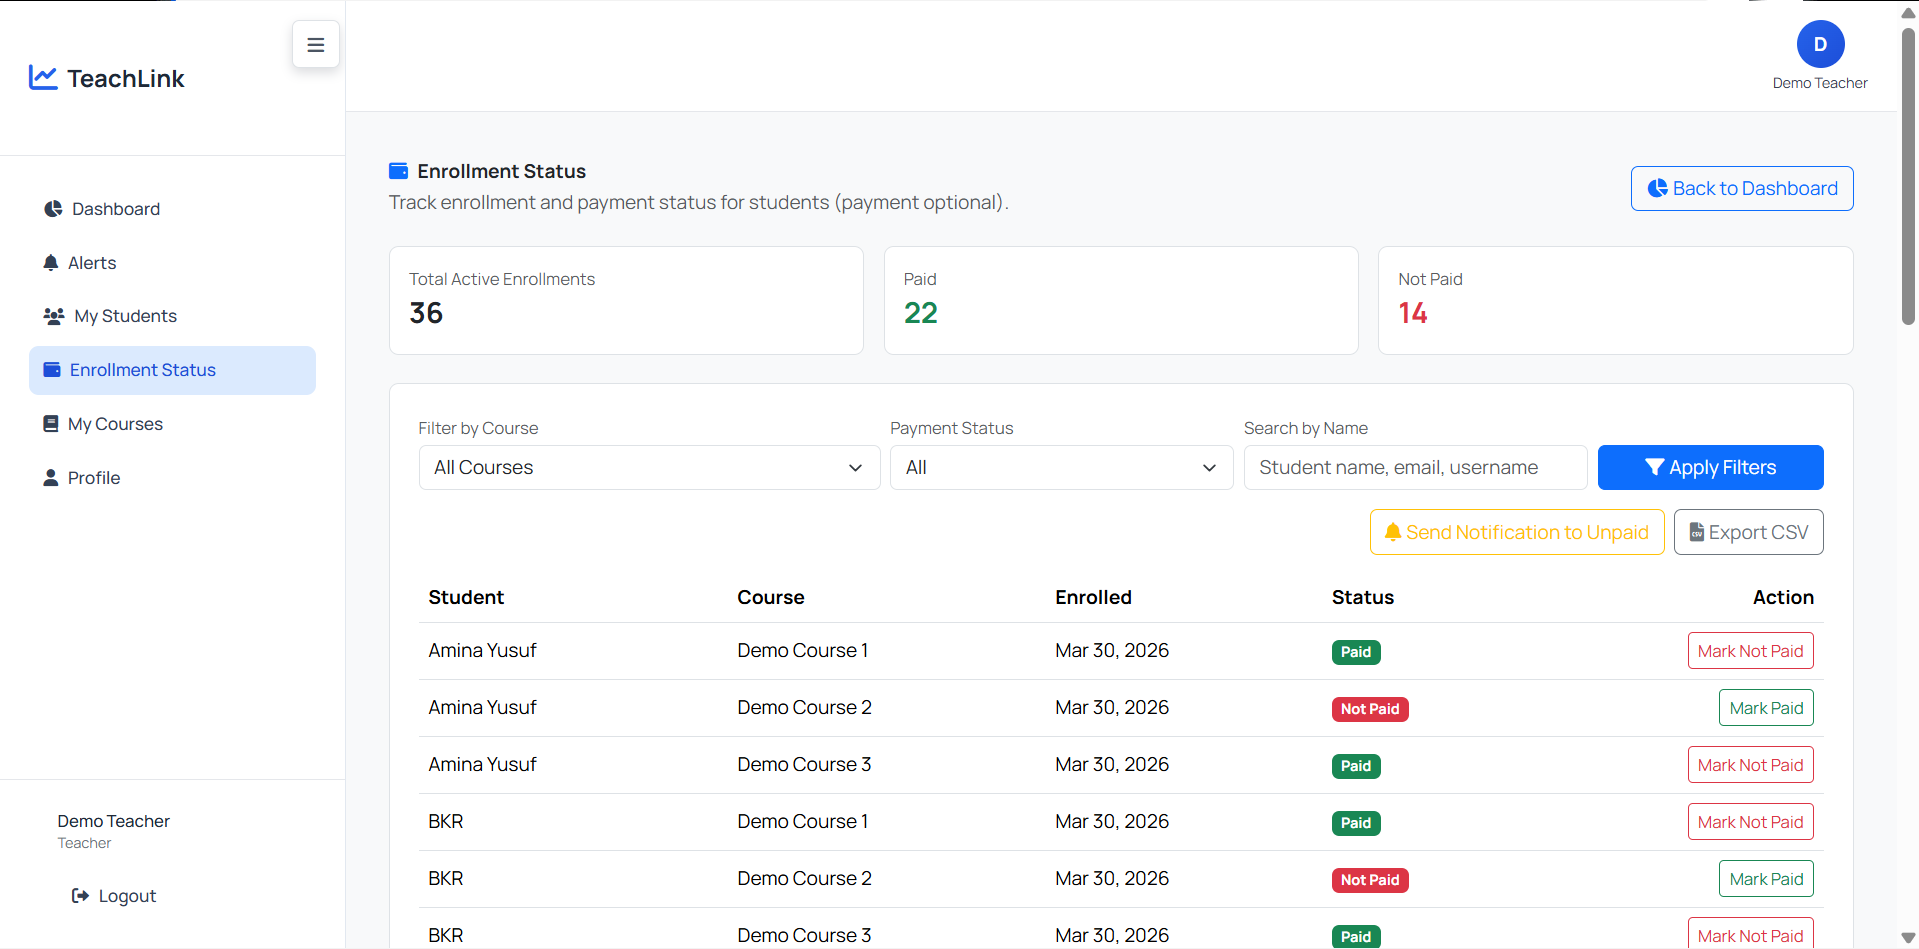 TeachLink
D
Demo Teacher
Dashboard
Alerts
My Students
Enrollment Status
My Courses
Profile
Demo Teacher
Teacher
Logout
Enrollment Status
Track enrollment and payment status for students (payment optional).
Back to Dashboard
Total Active Enrollments
36
Paid
22
Not Paid
14
Filter by Course
All Courses
Payment Status
All
Search by Name
Student name, email, username
Apply Filters
Send Notification to Unpaid
Export CSV
Student Course Enrolled Status Action
Amina Yusuf Demo Course 1 Mar 30, 2026 Paid Mark Not Paid
Amina Yusuf Demo Course 2 Mar 30, 2026 Not Paid Mark Paid
Amina Yusuf Demo Course 3 Mar 30, 2026 Paid Mark Not Paid
BKR Demo Course 1 Mar 30, 2026 Paid Mark Not Paid
BKR Demo Course 2 Mar 30, 2026 Not Paid Mark Paid
BKR Demo Course 3 Mar 30, 2026 Paid Mark Not Paid